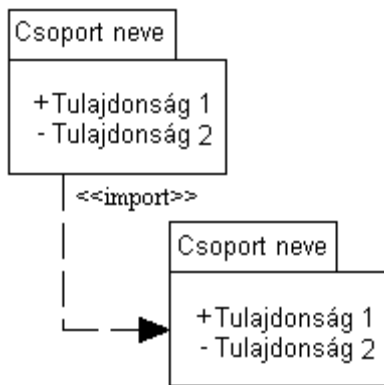 Csoport neve
+Tulajdonság 1
- Tulajdonság 2
<<import>>
Csoport neve
+Tulajdonság 1
- Tulajdonság 2